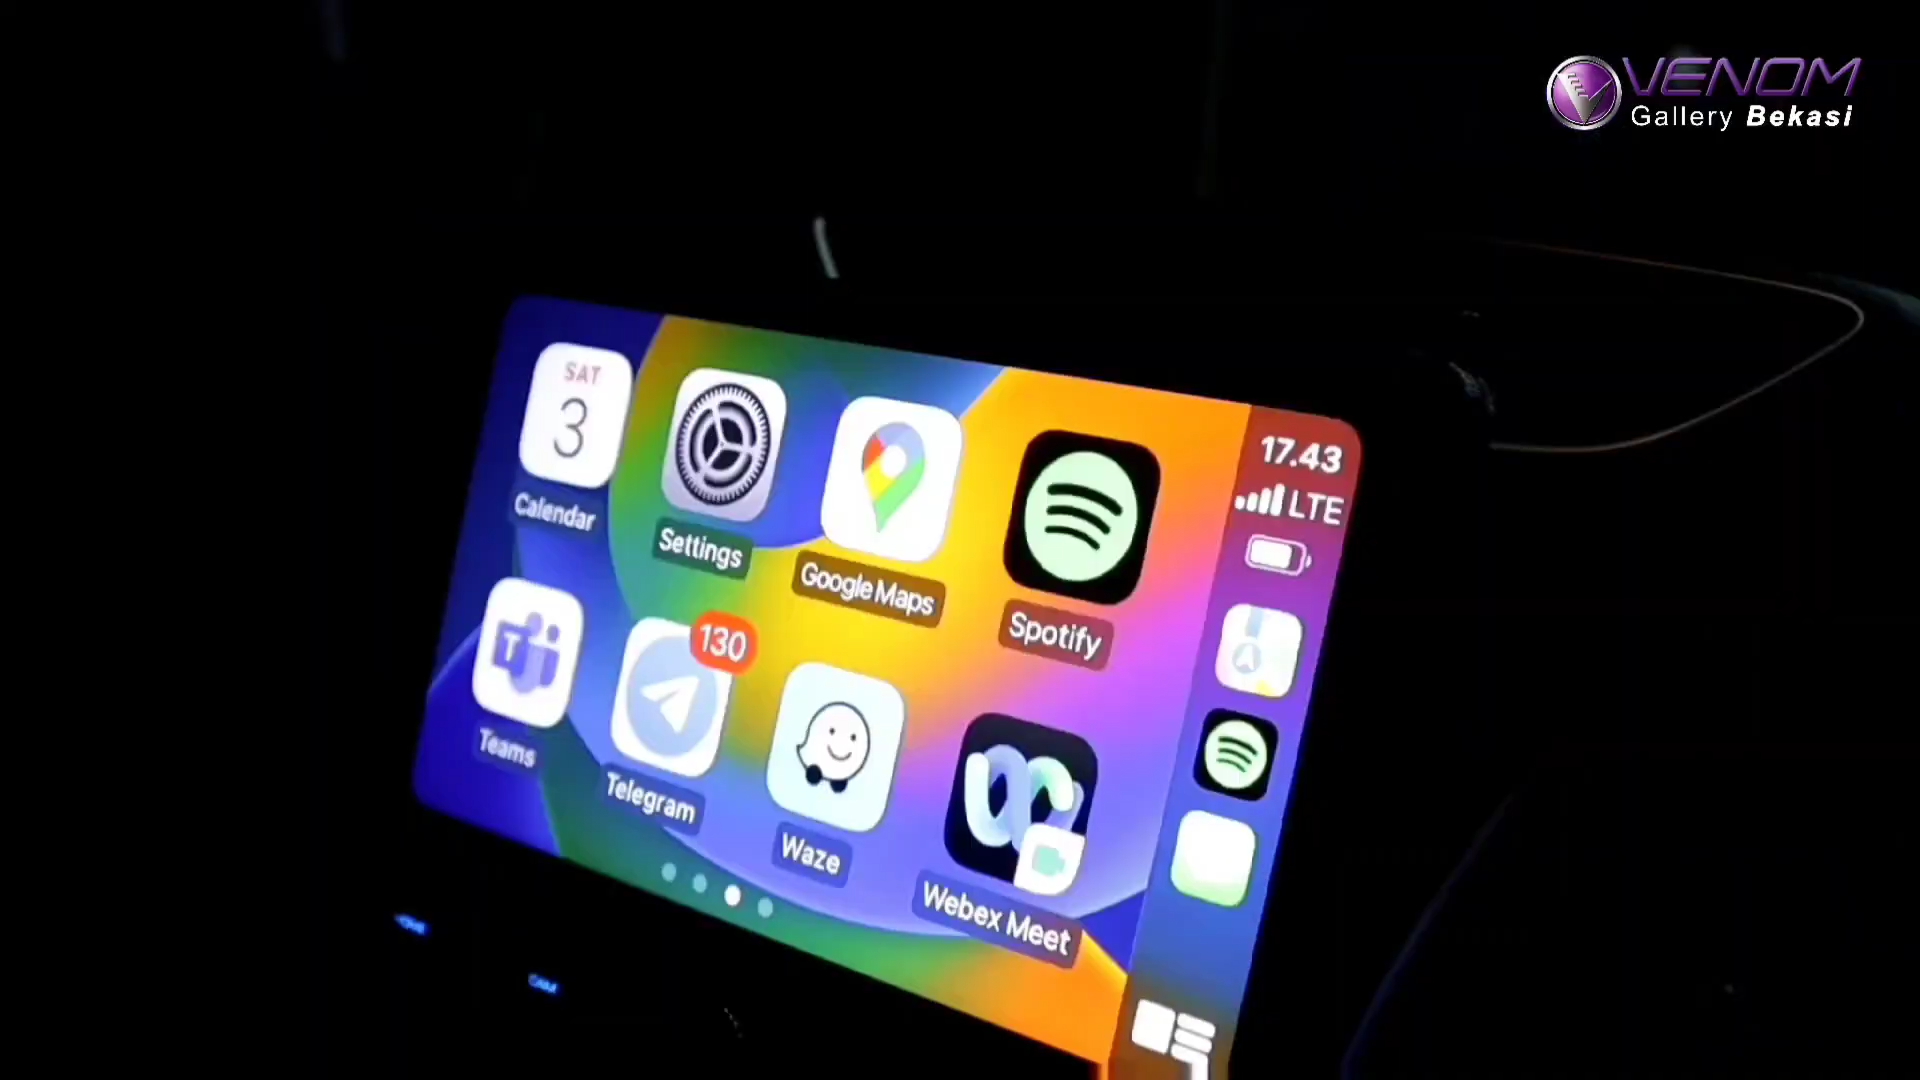 VENOM
Gallery Bekasi
SAT
3
Calendar
Settings
Google Maps
Spotify
17.43
LTE
T
Teams
130
Telegram
Waze
Webex Meet
CAM